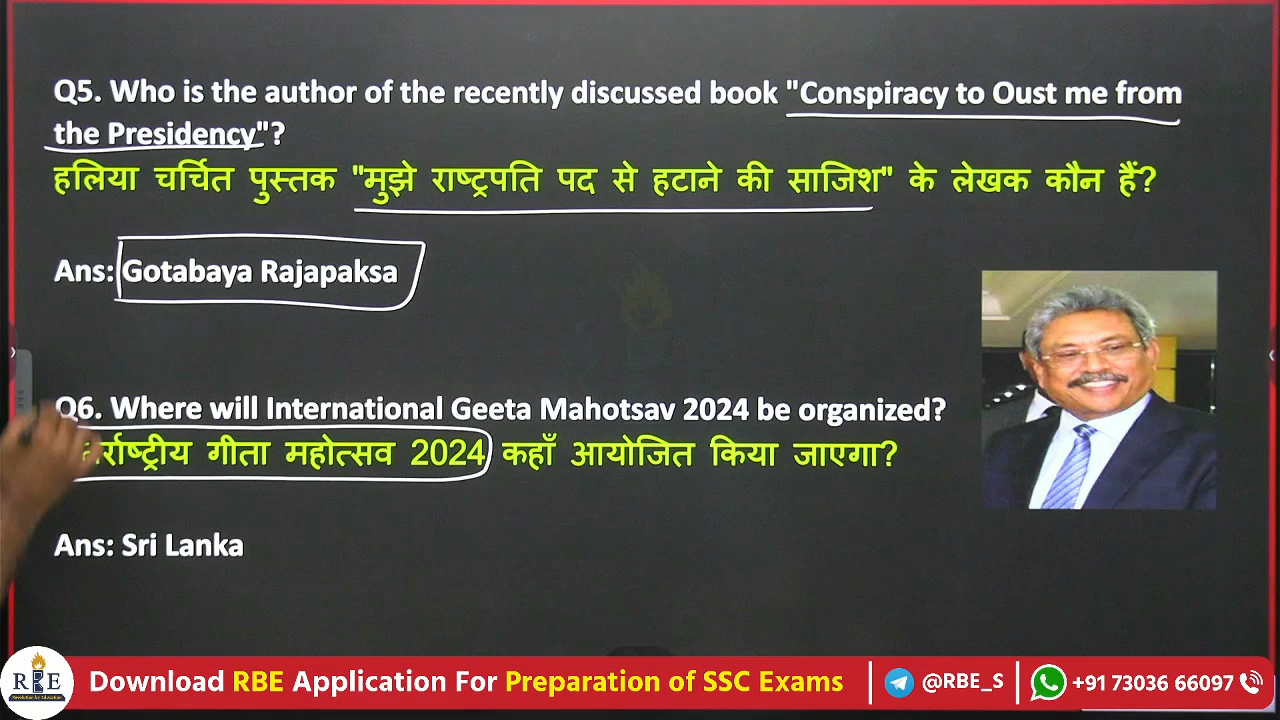 Q5. Who is the author of the recently discussed book "Conspiracy to Oust me from
the Presidency"?
हालिया चर्चित पुस्तक "मुझे राष्ट्रपति पद से हटाने की साजिश" के लेखक कौन हैं?
Ans: Gotabaya Rajapaksa
Q6. Where will International Geeta Mahotsav 2024 be organized?
गीता महोत्सव 2024 कहाँ आयोजित किया जाएगा?
Ans: Sri Lanka
RBE
Revolution by Education
Download RBE Application For Preparation of SSC Exams
@RBE_S
+91 73036 66097